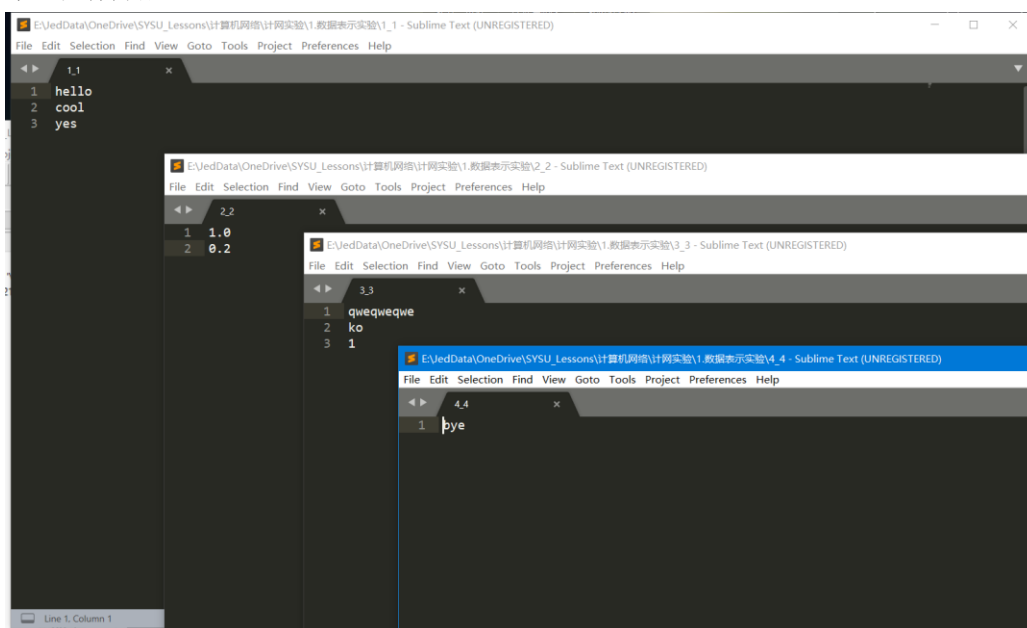 E:\JedData\OneDrive\SYSU_Lessons\计算机网络\计网实验\1.数据表示实验\1_1 - Sublime Text (UNREGISTERED)
File Edit Selection Find View Goto Tools Project Preferences Help
1_1
1 hello
2 cool
3 yes
E:\JedData\OneDrive\SYSU_Lessons\计算机网络\计网实验\1.数据表示实验\2_2 - Sublime Text (UNREGISTERED)
File Edit Selection Find View Goto Tools Project Preferences Help
2_2
1 1.0
2 0.2
E:\JedData\OneDrive\SYSU_Lessons\计算机网络\计网实验\1.数据表示实验\3_3 - Sublime Text (UNREGISTERED)
File Edit Selection Find View Goto Tools Project Preferences Help
3_3
1 qweqweqwe
2 ko
3 1
E:\JedData\OneDrive\SYSU_Lessons\计算机网络\计网实验\1.数据表示实验\4_4 - Sublime Text (UNREGISTERED)
File Edit Selection Find View Goto Tools Project Preferences Help
4_4
1 bye
Line 1, Column 1